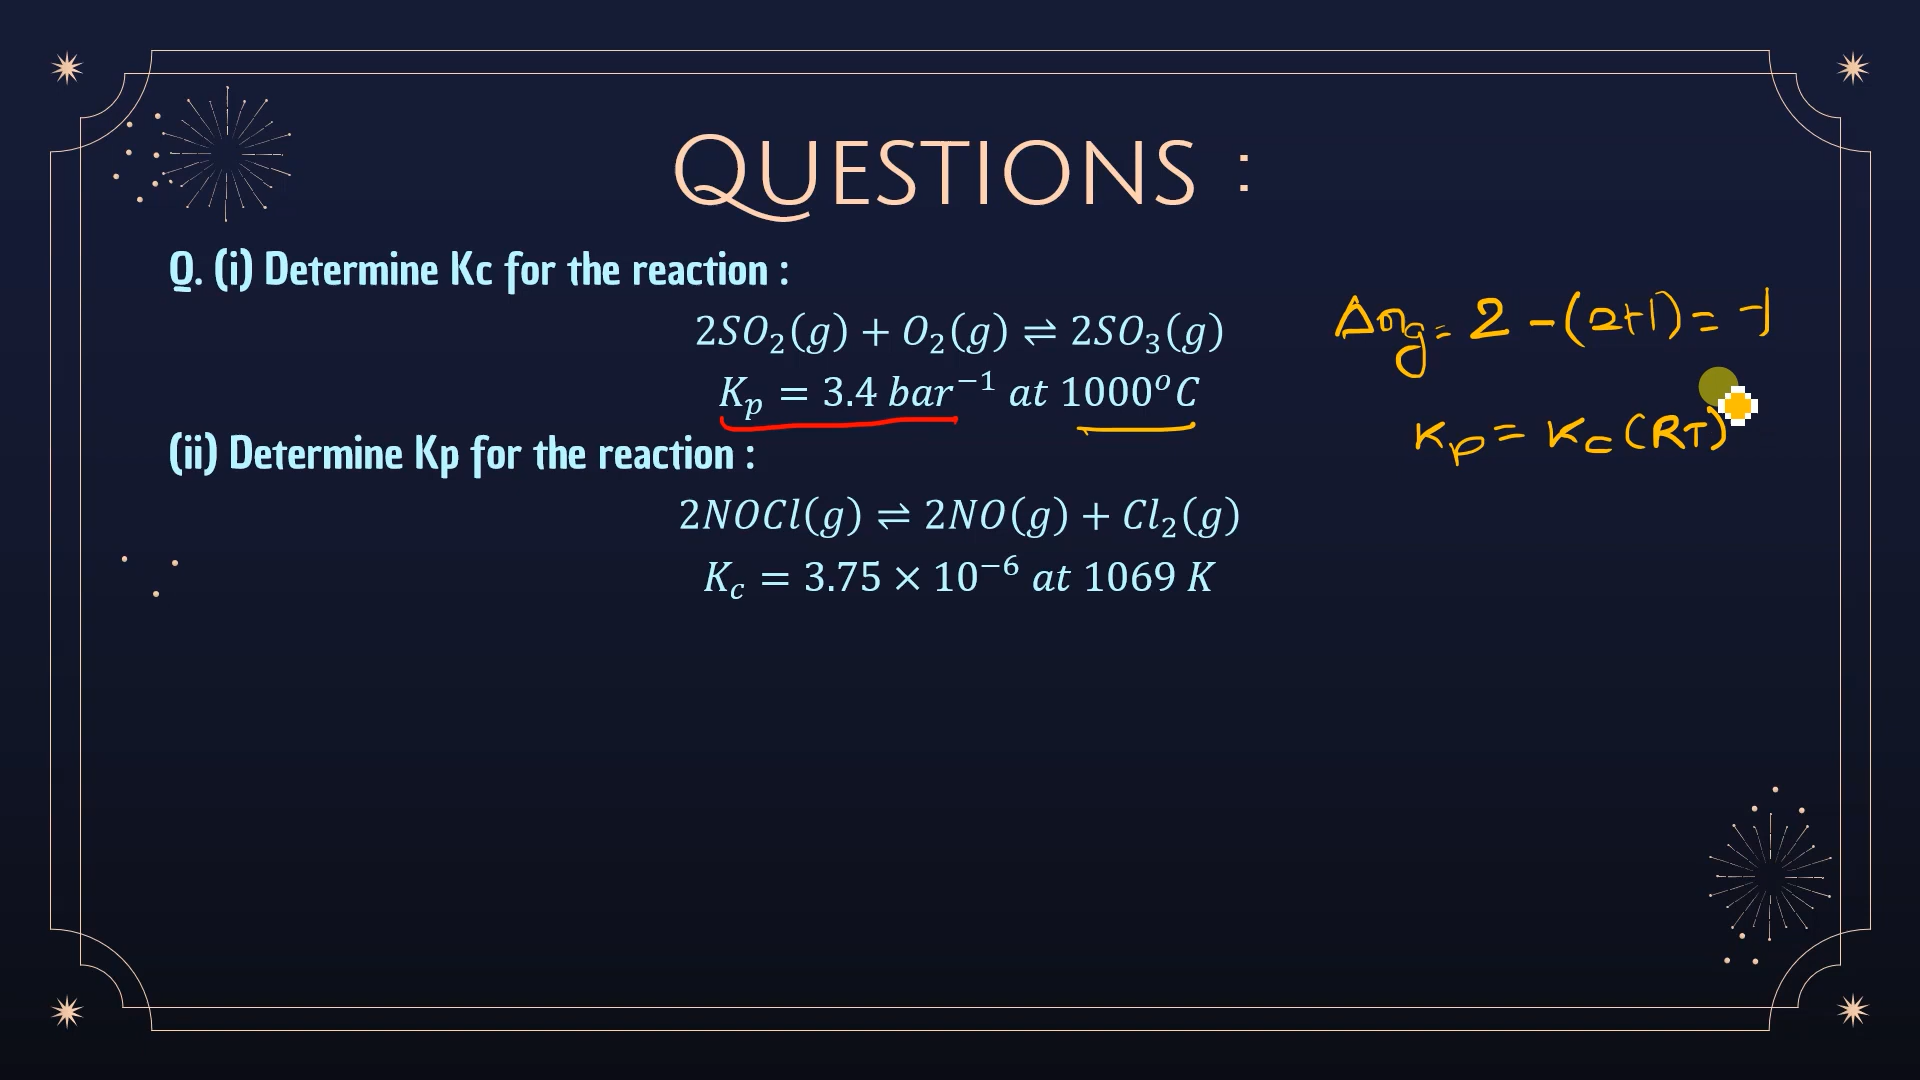 QUESTIONS :
Q. (i) Determine Kc for the reaction :
2SO₂(g) + O₂(g) ⇌ 2SO₃(g)
Δng = 2 - (2+1) = -1
Kₚ = 3.4 bar⁻¹ at 1000°C
Kp = Kc (RT)
(ii) Determine Kp for the reaction :
2NOCl(g) ⇌ 2NO(g) + Cl₂(g)
K_c = 3.75 × 10⁻⁶ at 1069 K